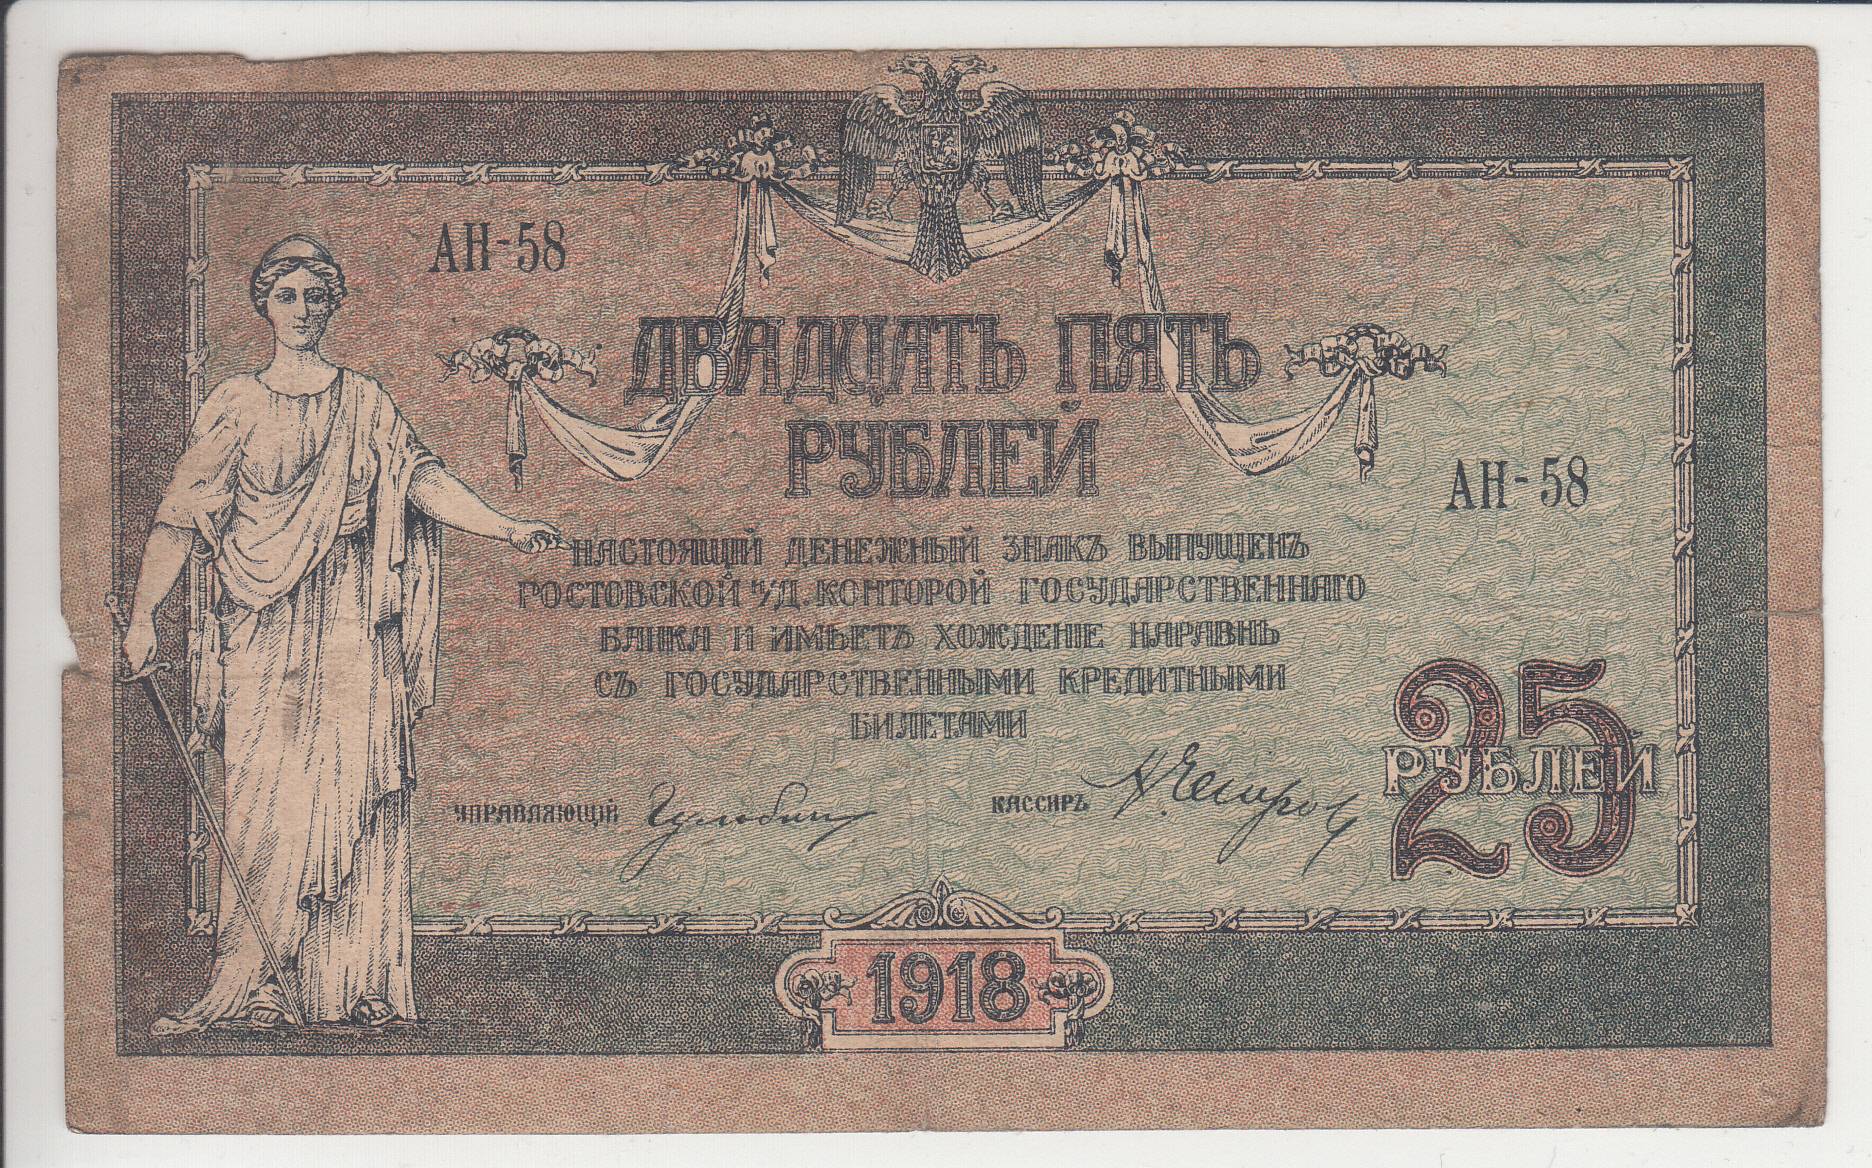 АН-58
ДВАДЦАТЬ ПЯТЬ
РУБЛЕЙ
АН-58
НАСТОЯЩІЙ ДЕНЕЖНЫЙ ЗНАКЪ ВЫПУЩЕНЪ
РОСТОВСКОЙ н/Д. КОНТОРОЙ ГОСУДАРСТВЕННАГО
БАНКА И ИМѢЕТЪ ХОЖДЕНІЕ НАРАВНѢ
СЪ ГОСУДАРСТВЕННЫМИ КРЕДИТНЫМИ
БИЛЕТАМИ
25
РУБЛЕЙ
УПРАВЛЯЮЩІЙ
КАССИРЪ
1918